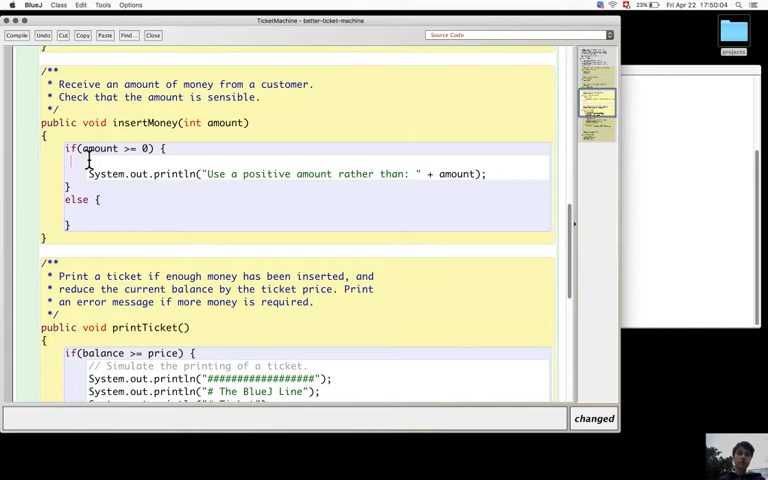 BlueJ Class Edit Tools Options
23% Fri Apr 22 17:50:04
TicketMachine - better-ticket-machine
Compile Undo Cut Copy Paste Find... Close
Source Code
}
/**
* Receive an amount of money from a customer.
* Check that the amount is sensible.
*/
public void insertMoney(int amount)
{
if(amount >= 0) {
System.out.println("Use a positive amount rather than: " + amount);
}
else {
}
}
/**
* Print a ticket if enough money has been inserted, and
* reduce the current balance by the ticket price. Print
* an error message if more money is required.
*/
public void printTicket()
{
if(balance >= price) {
// Simulate the printing of a ticket.
System.out.println("##################");
System.out.println("# The BlueJ Line");
System.out.println("# Ticket");
changed
projects